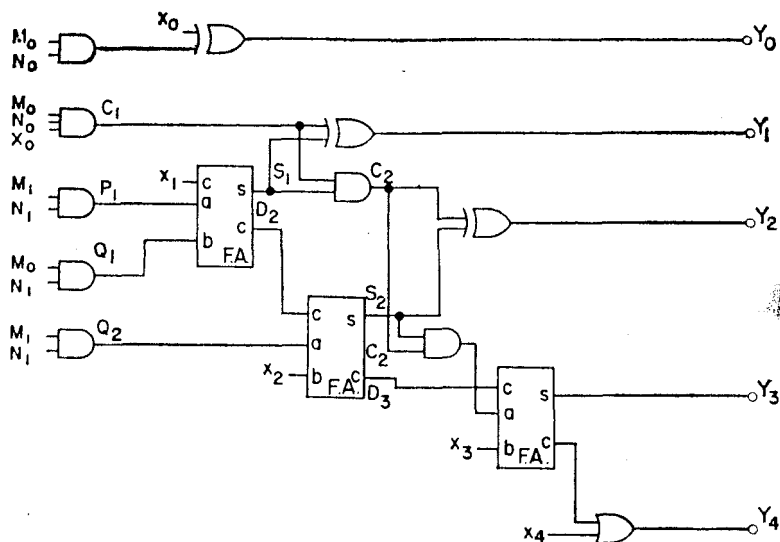 M₀
N₀
X₀
Y₀
M₀
N₀
X₀
C₁
Y₁
M₁
N₁
P₁
X₁
c
a
b
s
c
F.A.
S₁
D₂
C₂
Y₂
M₀
N₁
Q₁
M₁
N₁
Q₂
X₂
c
a
b
s
c
F.A.
S₂
C₂
D₃
X₃
c
a
b
s
c
F.A.
Y₃
X₄
Y₄